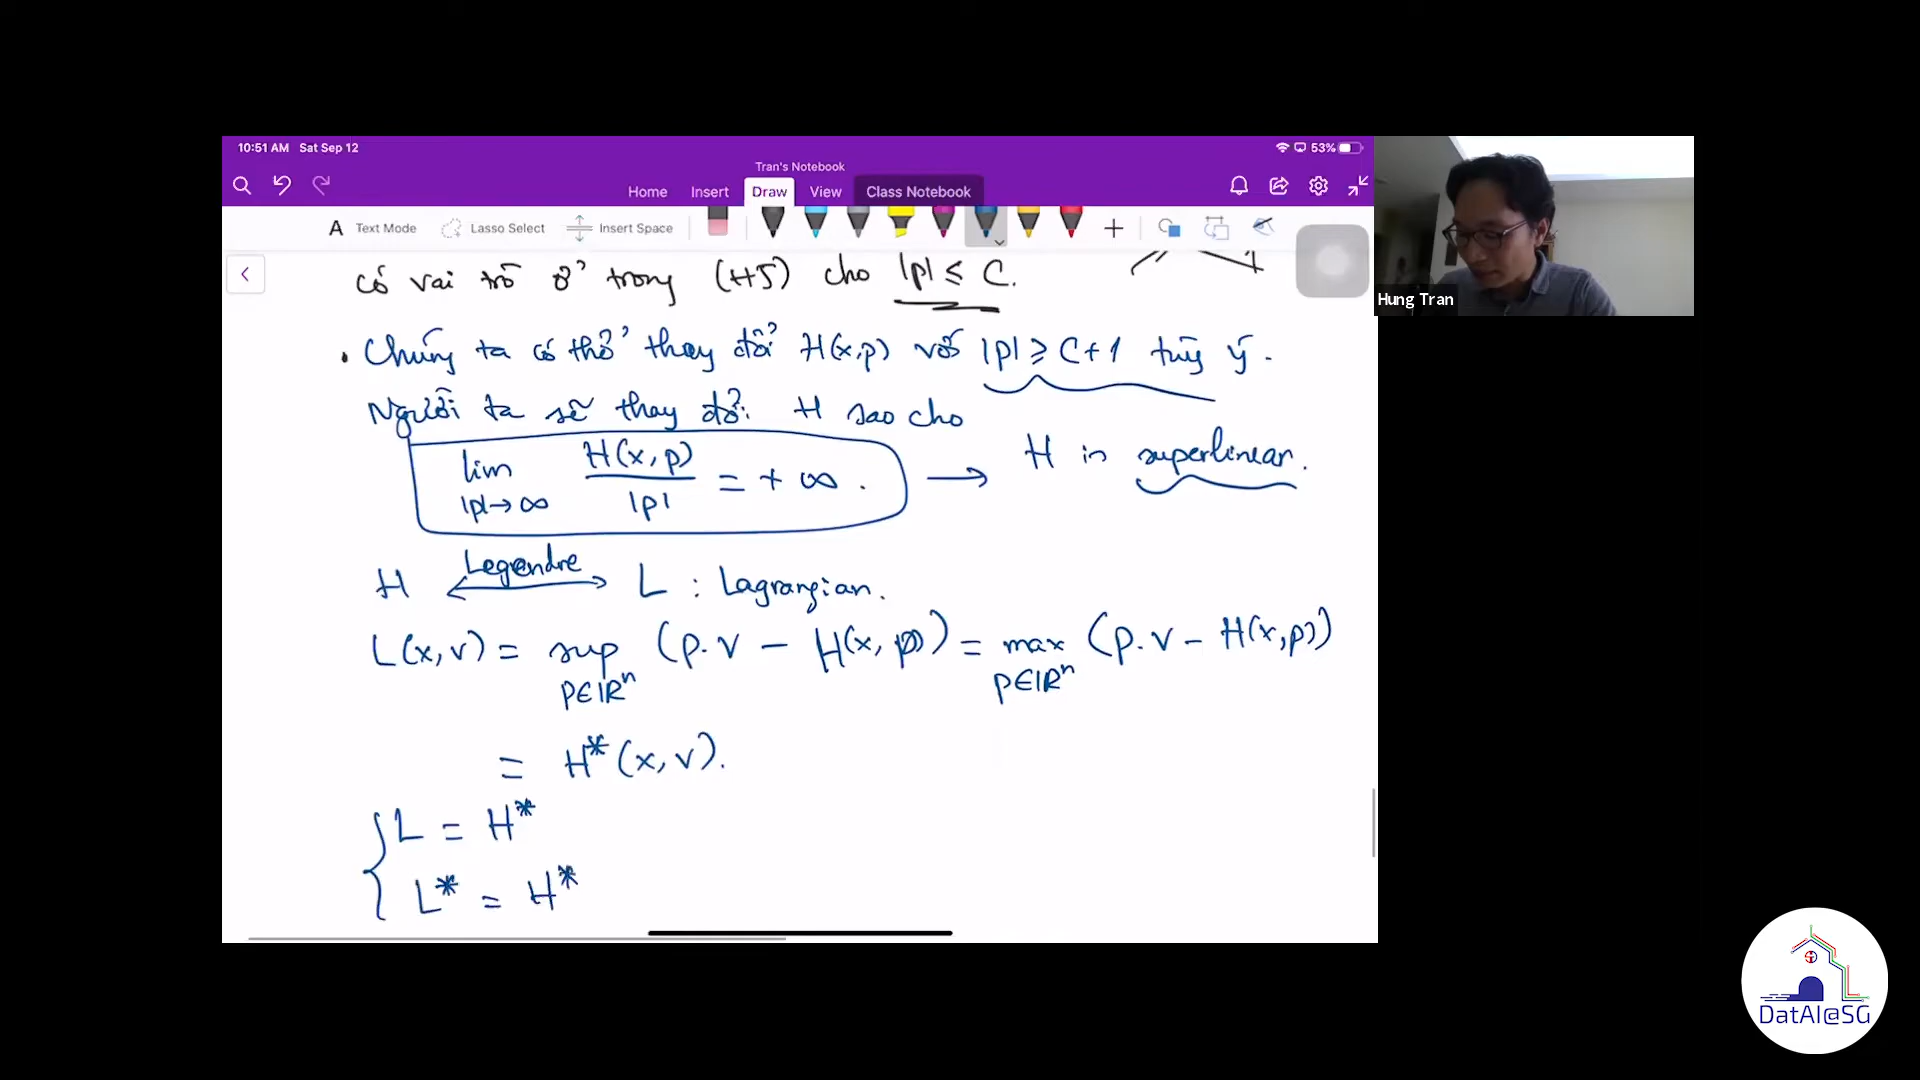 10:51 AM Sat Sep 12
53%
Tran's Notebook
Home Insert Draw View Class Notebook
A Text Mode Lasso Select Insert Space
có vai trò ở trong (H5) cho |p| ≤ C.
• Chúng ta có thể thay đổi H(x,p) với |p| ≥ C+1 tùy ý.
Người ta sẽ thay đổi H sao cho
lim |p|→∞ H(x,p)/|p| = +∞. → H is superlinear.
H ⟷ Legendre L : Lagrangian.
L(x,v) = sup p∈ℝⁿ (p.v − H(x,p)) = max p∈ℝⁿ (p.v − H(x,p))
= H*(x,v).
{ L = H*
L* = H*
Hung Tran
DatAI@SG